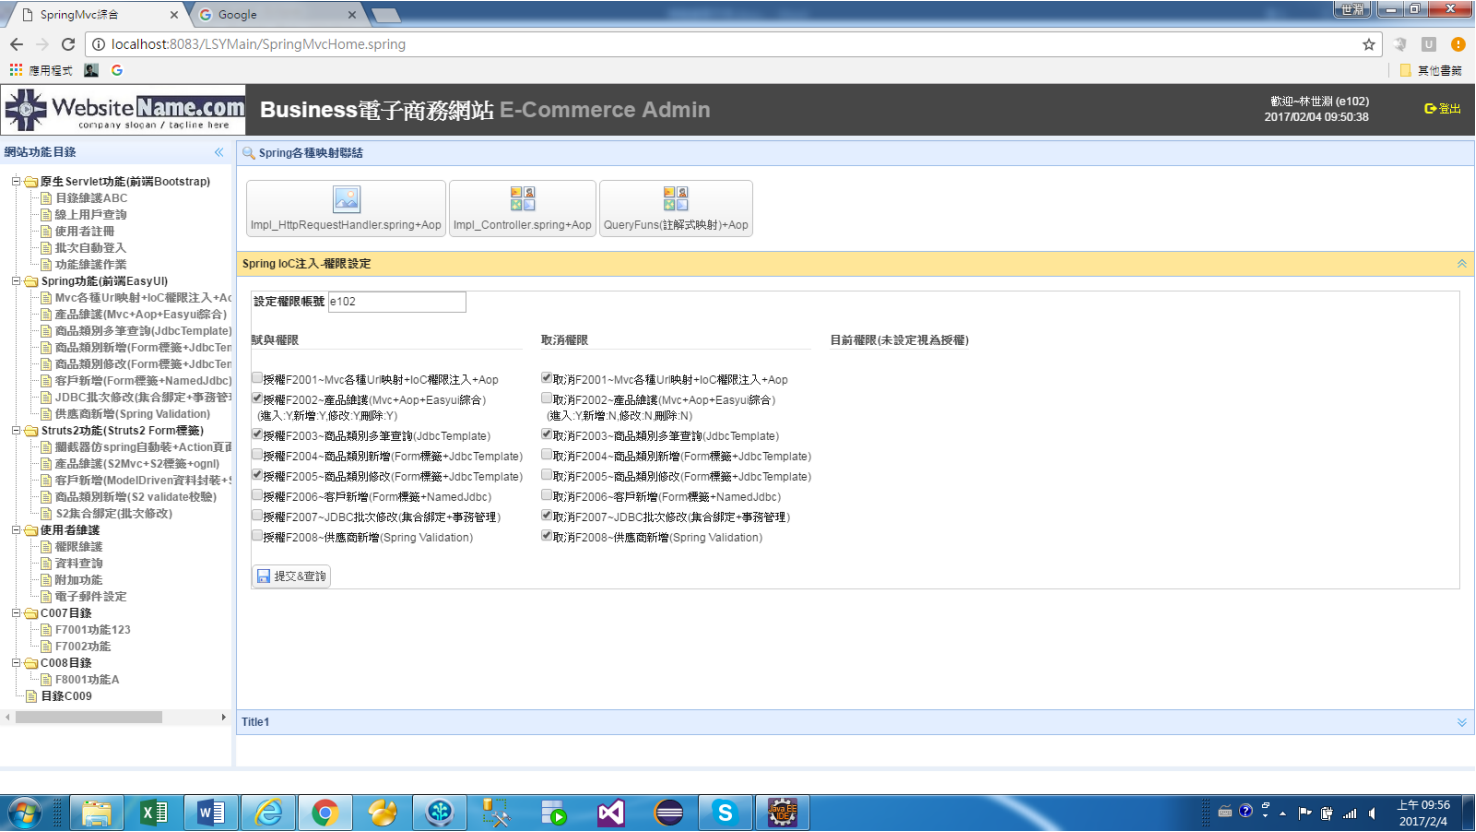 SpringMvc綜合
Google
世淵
localhost:8083/LSYMain/SpringMvcHome.spring
應用程式
其他書籤
WebsiteName.com
company slogan / tagline here
Business電子商務網站 E-Commerce Admin
歡迎~林世淵 (e102)
2017/02/04 09:50:38
登出
網站功能目錄
原生Servlet功能(前端Bootstrap)
目錄維護ABC
線上用戶查詢
使用者註冊
批次自動登入
功能維護作業
Spring功能(前端EasyUI)
Mvc各種Url映射+IoC權限注入+Ac
產品維護(Mvc+Aop+Easyui綜合)
商品類別多筆查詢(JdbcTemplate)
商品類別新增(Form標籤+JdbcTen
商品類別修改(Form標籤+JdbcTen
客戶新增(Form標籤+NamedJdbc)
JDBC批次修改(集合綁定+事務管
供應商新增(Spring Validation)
Struts2功能(Struts2 Form標籤)
攔截器仿spring自動裝+Action頁面
產品維護(S2Mvc+S2標籤+ognl)
客戶新增(ModelDriven資料封裝+S
商品類別新增(S2 validate校驗)
S2集合綁定(批次修改)
使用者維護
權限維護
資料查詢
附加功能
電子郵件設定
C007目錄
F7001功能123
F7002功能
C008目錄
F8001功能A
目錄C009
Spring各種映射聯結
Impl_HttpRequestHandler.spring+Aop
Impl_Controller.spring+Aop
QueryFuns(註解式映射)+Aop
Spring IoC注入-權限設定
設定權限帳號 e102
賦與權限
取消權限
目前權限(未設定視為授權)
授權F2001~Mvc各種Url映射+IoC權限注入+Aop
取消F2001~Mvc各種Url映射+IoC權限注入+Aop
授權F2002~產品維護(Mvc+Aop+Easyui綜合)
取消F2002~產品維護(Mvc+Aop+Easyui綜合)
(進入:Y,新增:Y,修改:Y,刪除:Y)
(進入:Y,新增:N,修改:N,刪除:N)
授權F2003~商品類別多筆查詢(JdbcTemplate)
取消F2003~商品類別多筆查詢(JdbcTemplate)
授權F2004~商品類別新增(Form標籤+JdbcTemplate)
取消F2004~商品類別新增(Form標籤+JdbcTemplate)
授權F2005~商品類別修改(Form標籤+JdbcTemplate)
取消F2005~商品類別修改(Form標籤+JdbcTemplate)
授權F2006~客戶新增(Form標籤+NamedJdbc)
取消F2006~客戶新增(Form標籤+NamedJdbc)
授權F2007~JDBC批次修改(集合綁定+事務管理)
取消F2007~JDBC批次修改(集合綁定+事務管理)
授權F2008~供應商新增(Spring Validation)
取消F2008~供應商新增(Spring Validation)
提交&查詢
Title1
Java EE
IDE
上午 09:56
2017/2/4